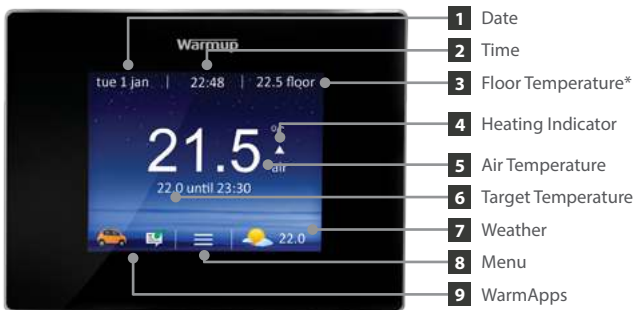 Warmup
tue 1 jan | 22:48 | 22.5 floor
21.5 °c
air
22.0 until 23:30
22.0
1 Date
2 Time
3 Floor Temperature*
4 Heating Indicator
5 Air Temperature
6 Target Temperature
7 Weather
8 Menu
9 WarmApps